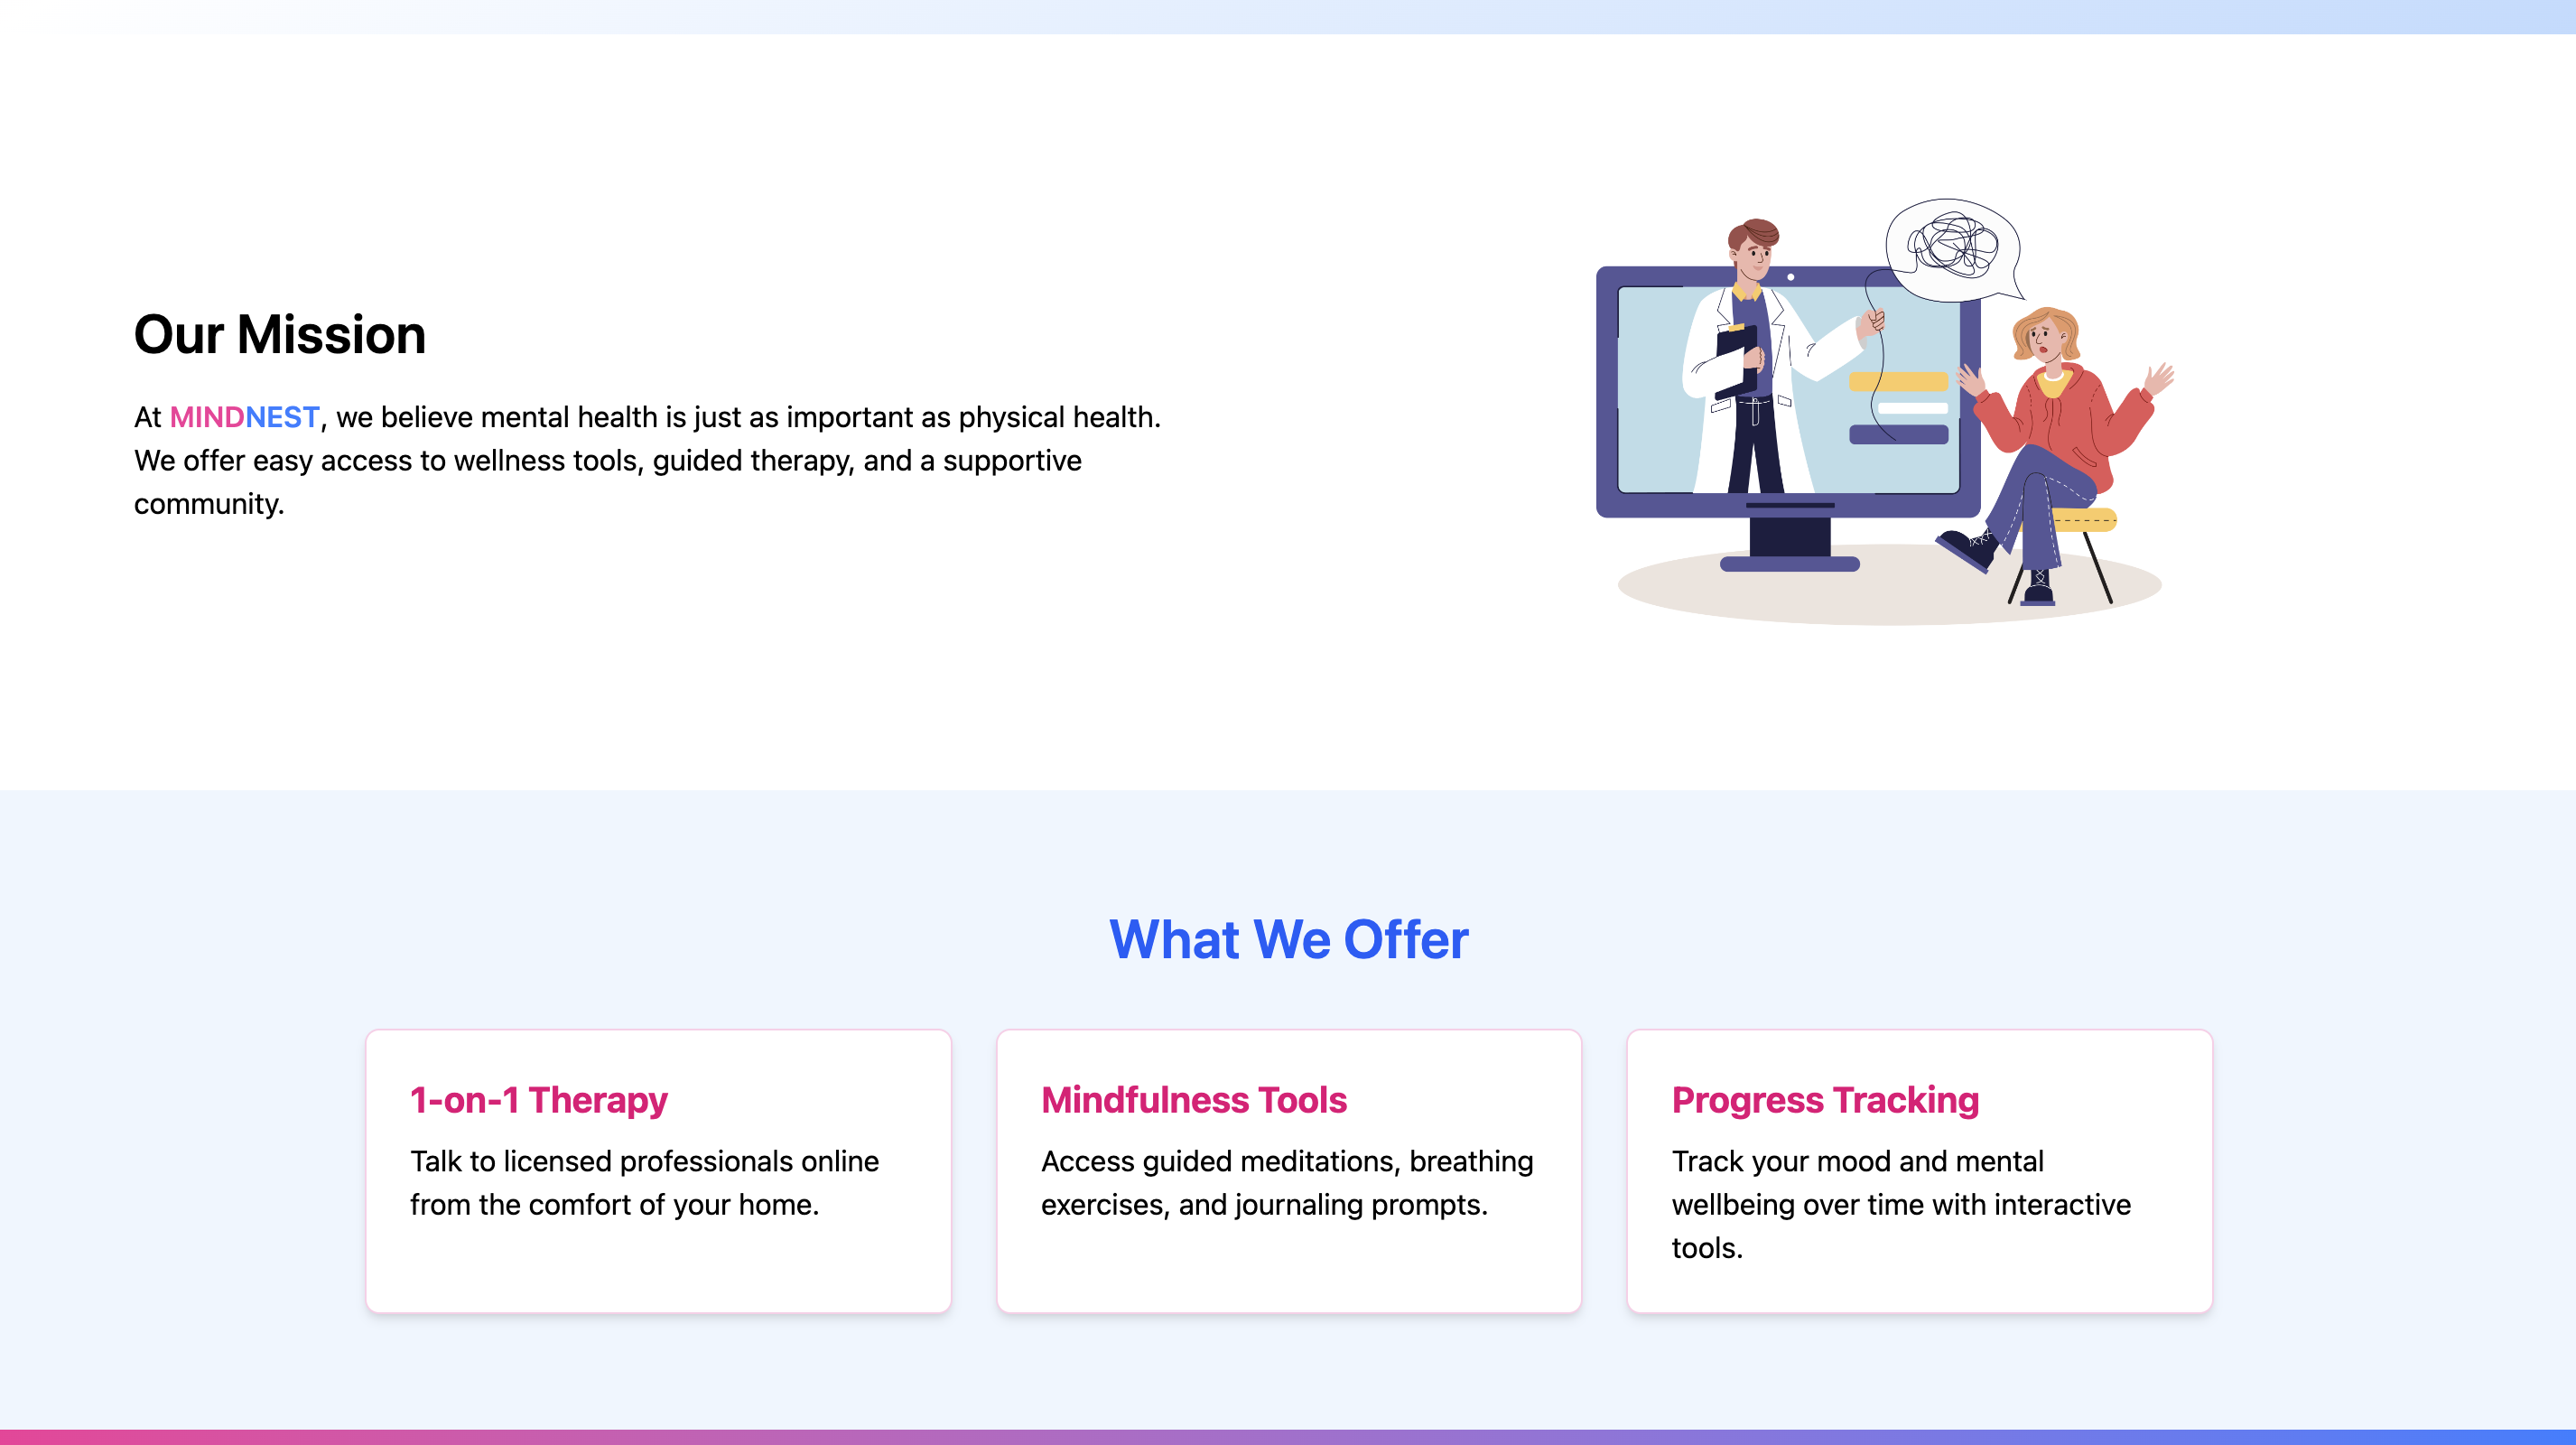 Our Mission
At MINDNEST, we believe mental health is just as important as physical health.
We offer easy access to wellness tools, guided therapy, and a supportive
community.
What We Offer
1-on-1 Therapy
Talk to licensed professionals online
from the comfort of your home.
Mindfulness Tools
Access guided meditations, breathing
exercises, and journaling prompts.
Progress Tracking
Track your mood and mental
wellbeing over time with interactive
tools.